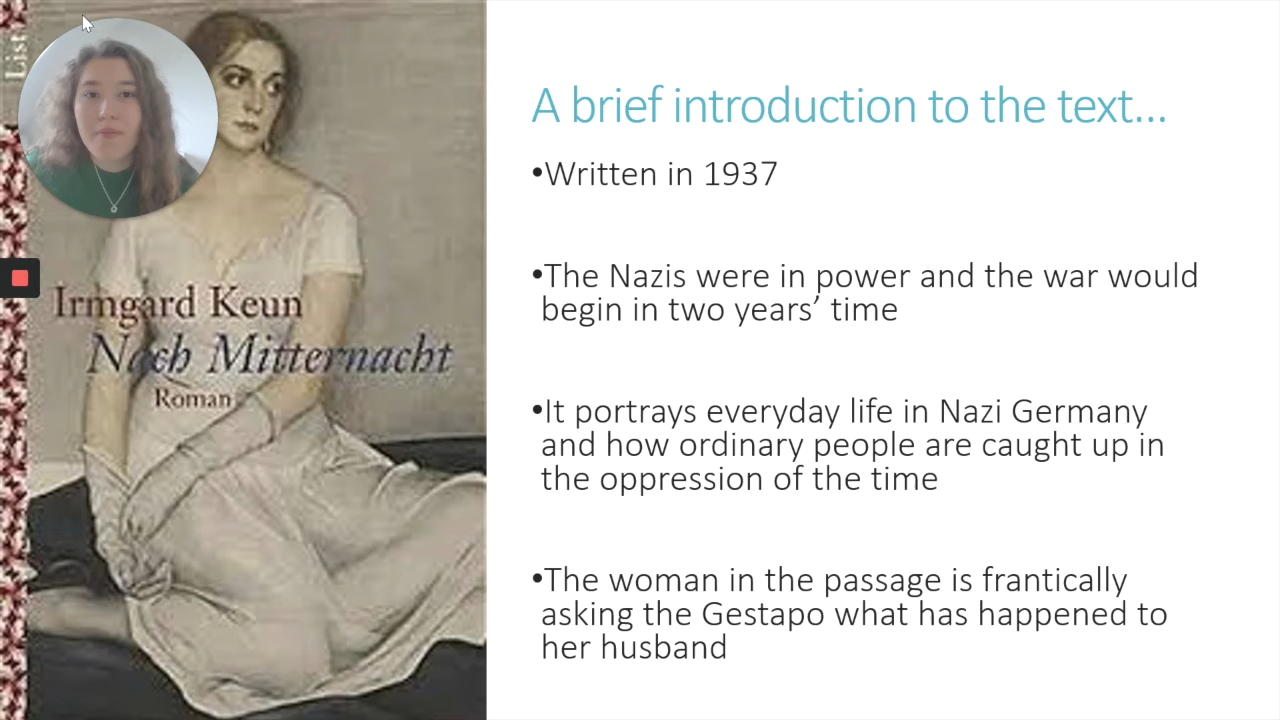 List
Irmgard Keun
Nach Mitternacht
Roman
A brief introduction to the text...
•Written in 1937
•The Nazis were in power and the war would
begin in two years’ time
•It portrays everyday life in Nazi Germany
and how ordinary people are caught up in
the oppression of the time
•The woman in the passage is frantically
asking the Gestapo what has happened to
her husband